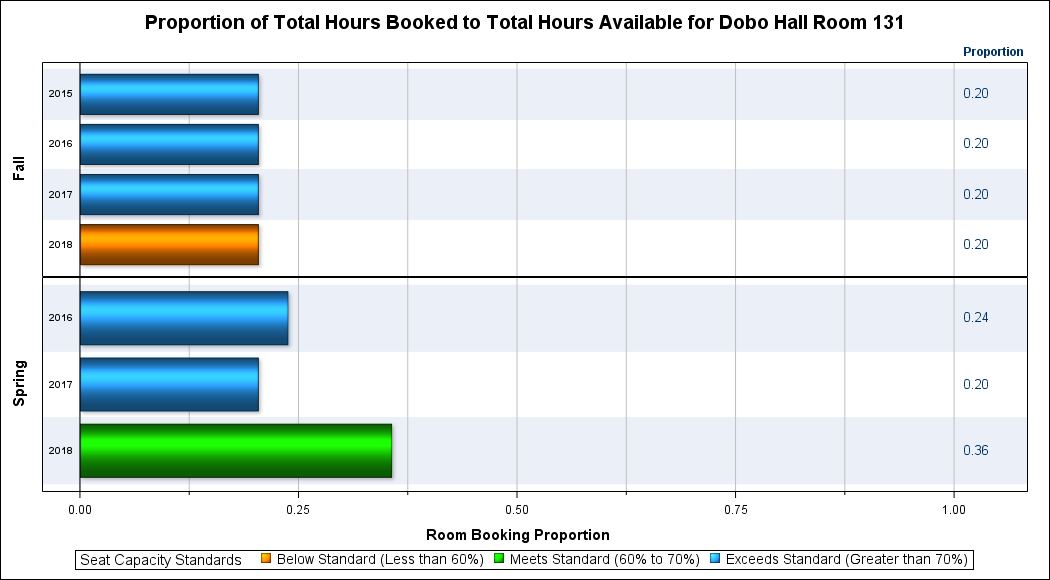 Proportion of Total Hours Booked to Total Hours Available for Dobo Hall Room 131
Proportion
Fall
2015 0.20
2016 0.20
2017 0.20
2018 0.20
Spring
2016 0.24
2017 0.20
2018 0.36
0.00 0.25 0.50 0.75 1.00
Room Booking Proportion
Seat Capacity Standards Below Standard (Less than 60%) Meets Standard (60% to 70%) Exceeds Standard (Greater than 70%)